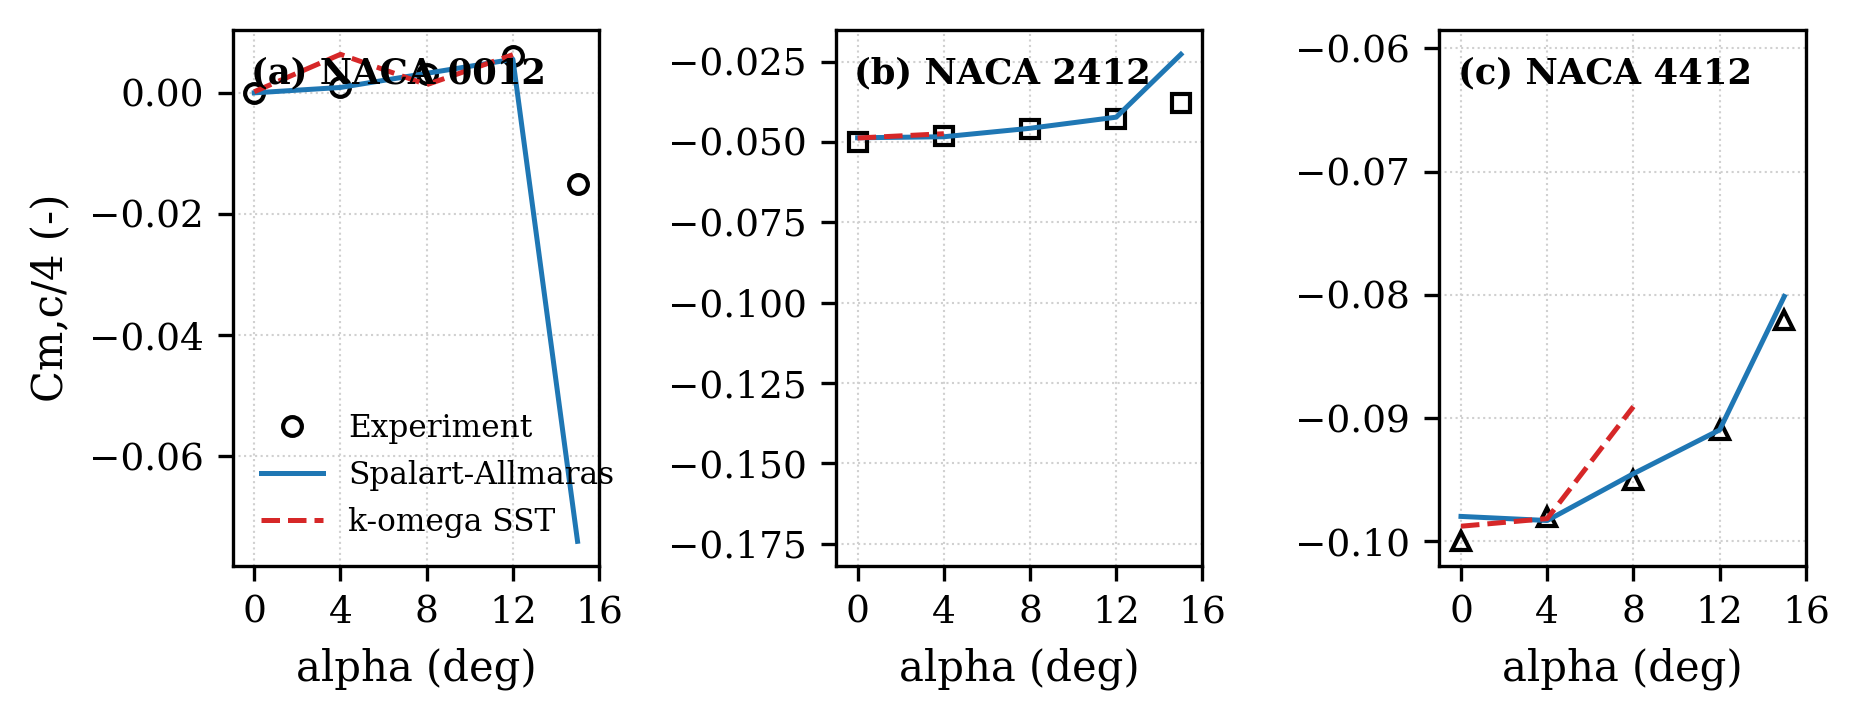 (a) NACA 0012
0.00
−0.02
−0.04
−0.06
Cm,c/4 (-)
Experiment
Spalart-Allmaras
k-omega SST
0 4 8 12 16
alpha (deg)
(b) NACA 2412
−0.025
−0.050
−0.075
−0.100
−0.125
−0.150
−0.175
0 4 8 12 16
alpha (deg)
(c) NACA 4412
−0.06
−0.07
−0.08
−0.09
−0.10
0 4 8 12 16
alpha (deg)